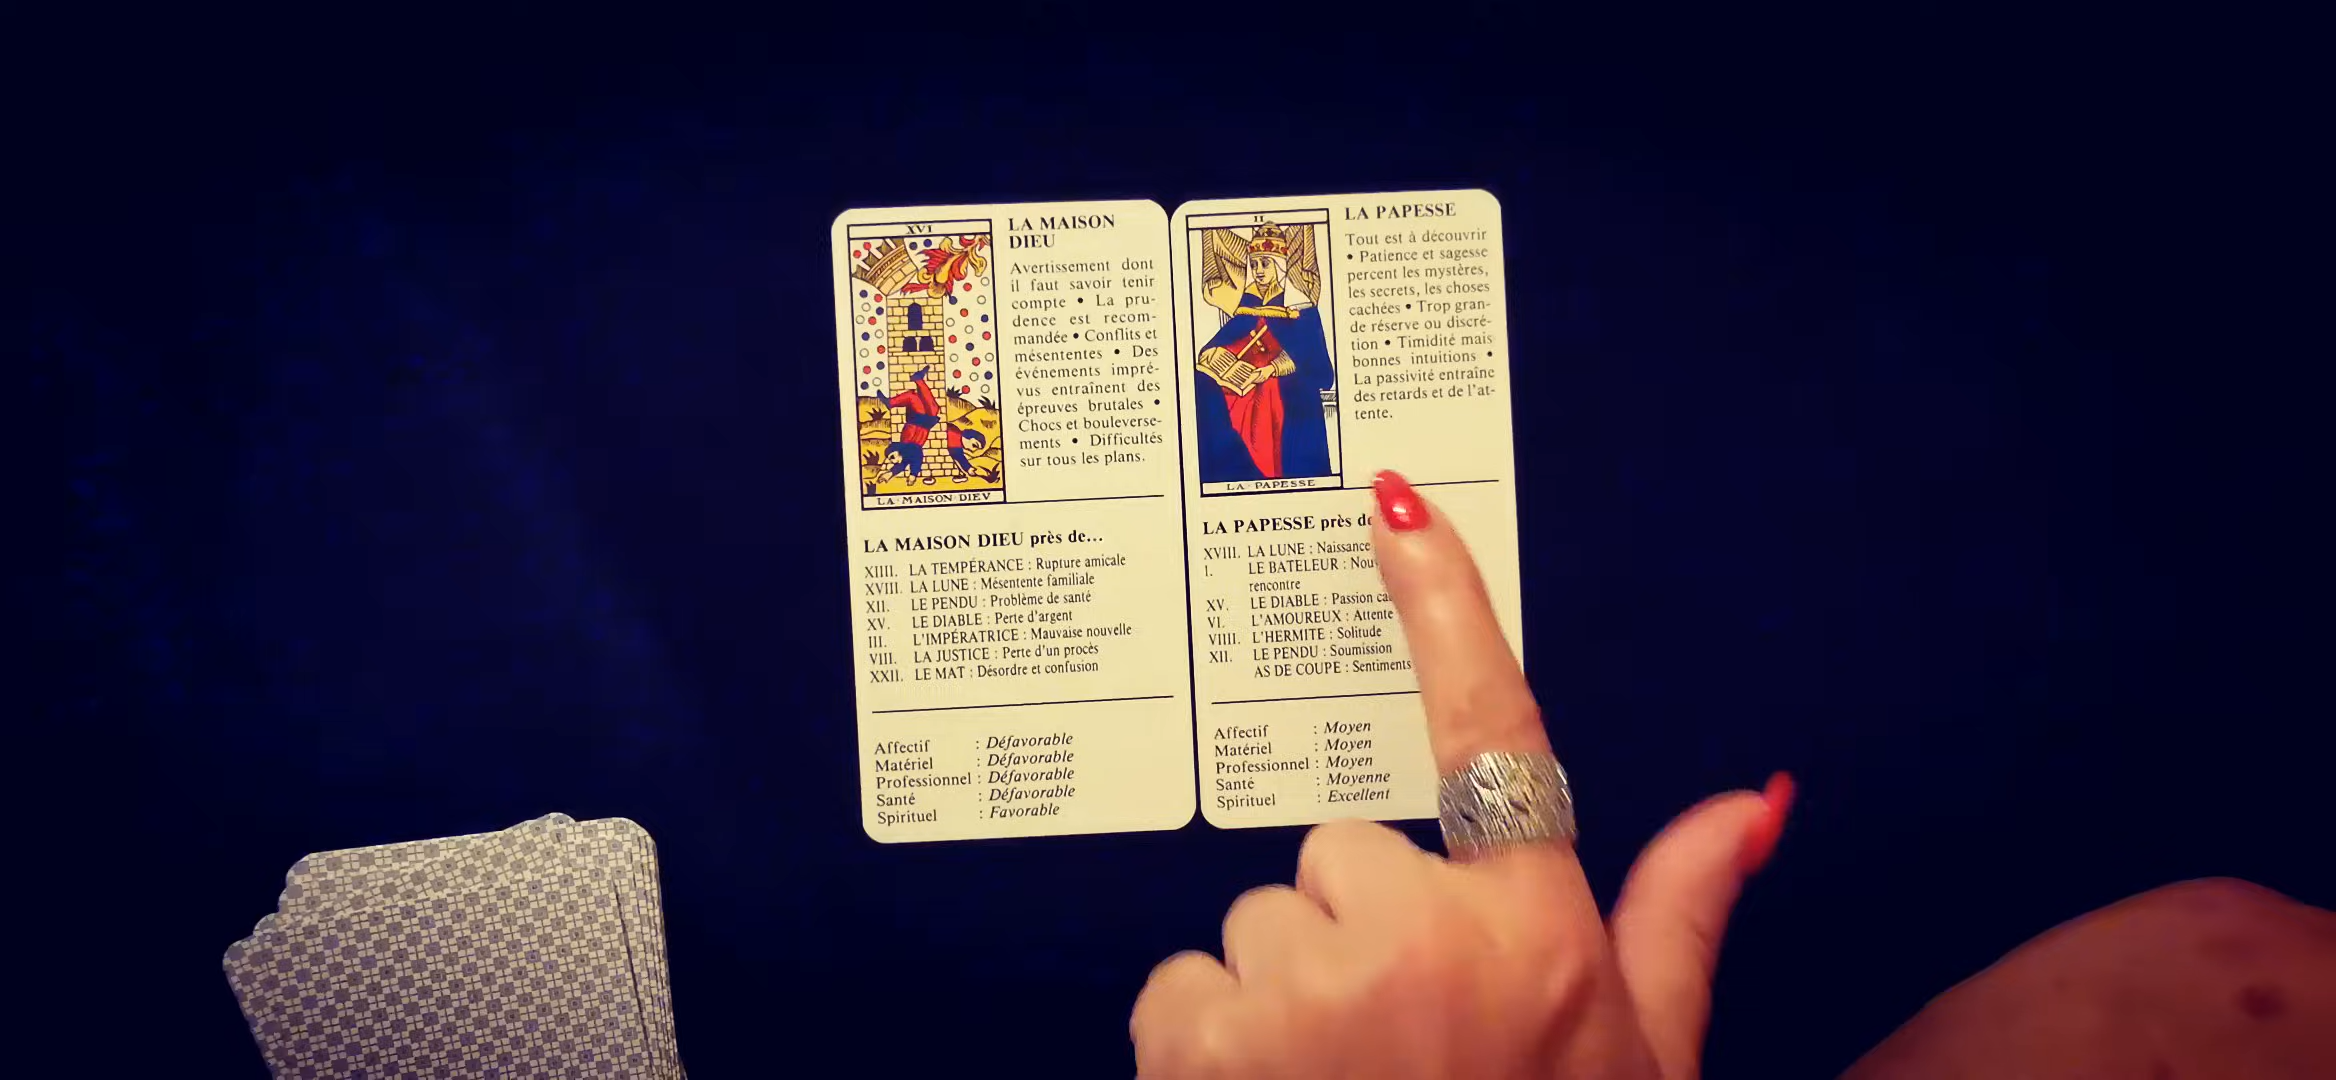 XVI
LA MAISON
DIEU
Avertissement dont
il faut savoir tenir
compte • La pru-
dence est recom-
mandée • Conflits et
mésententes • Des
événements impré-
vus entraînent des
épreuves brutales •
Chocs et bouleverse-
ments • Difficultés
sur tous les plans.
LA·MAISON·DIEV
LA MAISON DIEU près de...
XIIII. LA TEMPÉRANCE : Rupture amicale
XVIII. LA LUNE : Mésentente familiale
XII. LE PENDU : Problème de santé
XV. LE DIABLE : Perte d'argent
III. L'IMPÉRATRICE : Mauvaise nouvelle
VIII. LA JUSTICE : Perte d'un procès
XXII. LE MAT : Désordre et confusion
Affectif : Défavorable
Matériel : Défavorable
Professionnel : Défavorable
Santé : Défavorable
Spirituel : Favorable
II
LA PAPESSE
Tout est à découvrir
• Patience et sagesse
percent les mystères,
les secrets, les choses
cachées • Trop gran-
de réserve ou discré-
tion • Timidité mais
bonnes intuitions •
La passivité entraîne
des retards et de l'at-
tente.
LA·PAPESSE
LA PAPESSE près
XVIII. LA LUNE : Naissance
I. LE BATELEUR :
rencontre
XV. LE DIABLE : Passion
VI. L'AMOUREUX : Attente
VIIII. L'HERMITE : Solitude
XII. LE PENDU : Soumission
AS DE COUPE : Sentiments
Affectif : Moyen
Matériel : Moyen
Professionnel : Moyen
Santé : Moyenne
Spirituel : Excellent